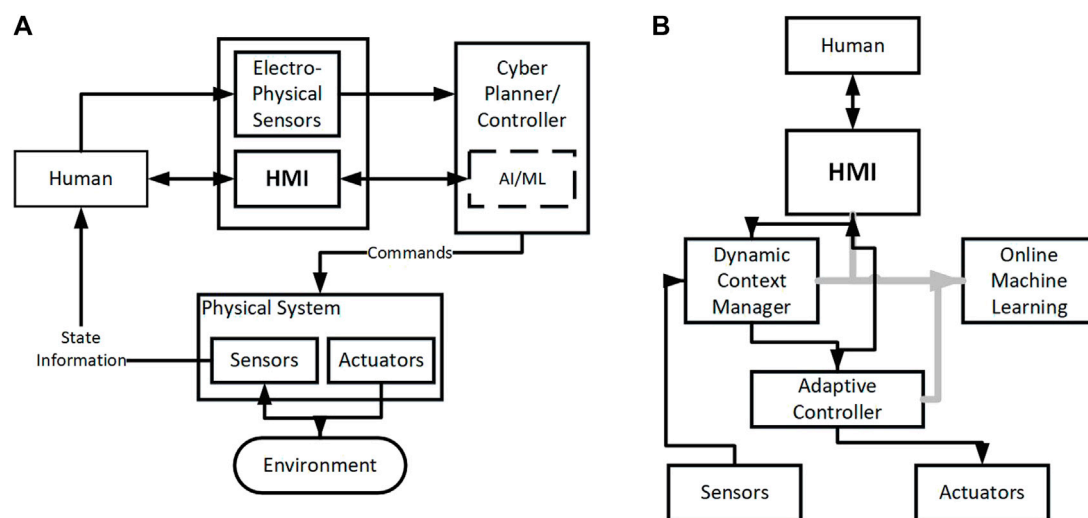 A
Electro-
Physical
Sensors
Cyber
Planner/
Controller
Human
HMI
AI/ML
Commands
Physical System
State
Information
Sensors
Actuators
Environment
B
Human
HMI
Dynamic
Context
Manager
Online
Machine
Learning
Adaptive
Controller
Sensors
Actuators